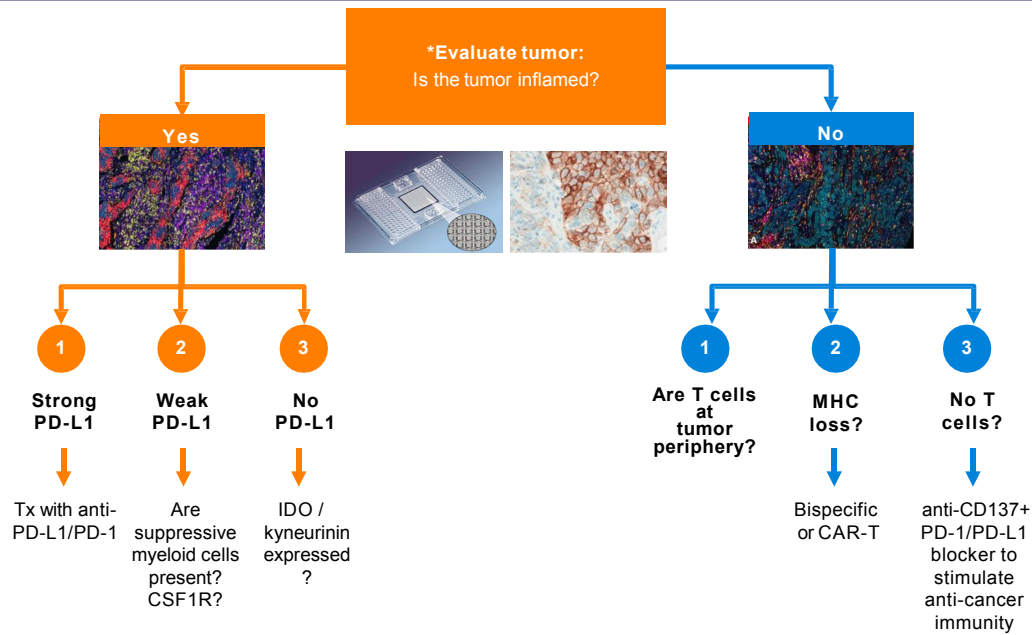 *Evaluate tumor:
Is the tumor inflamed?
Yes
No
A
1
2
3
Strong
PD-L1
Weak
PD-L1
No
PD-L1
Tx with anti-
PD-L1/PD-1
Are
suppressive
myeloid cells
present?
CSF1R?
IDO /
kyneurinin
expressed
?
1
2
3
Are T cells
at
tumor
periphery?
MHC
loss?
No T
cells?
Bispecific
or CAR-T
anti-CD137+
PD-1/PD-L1
blocker to
stimulate
anti-cancer
immunity